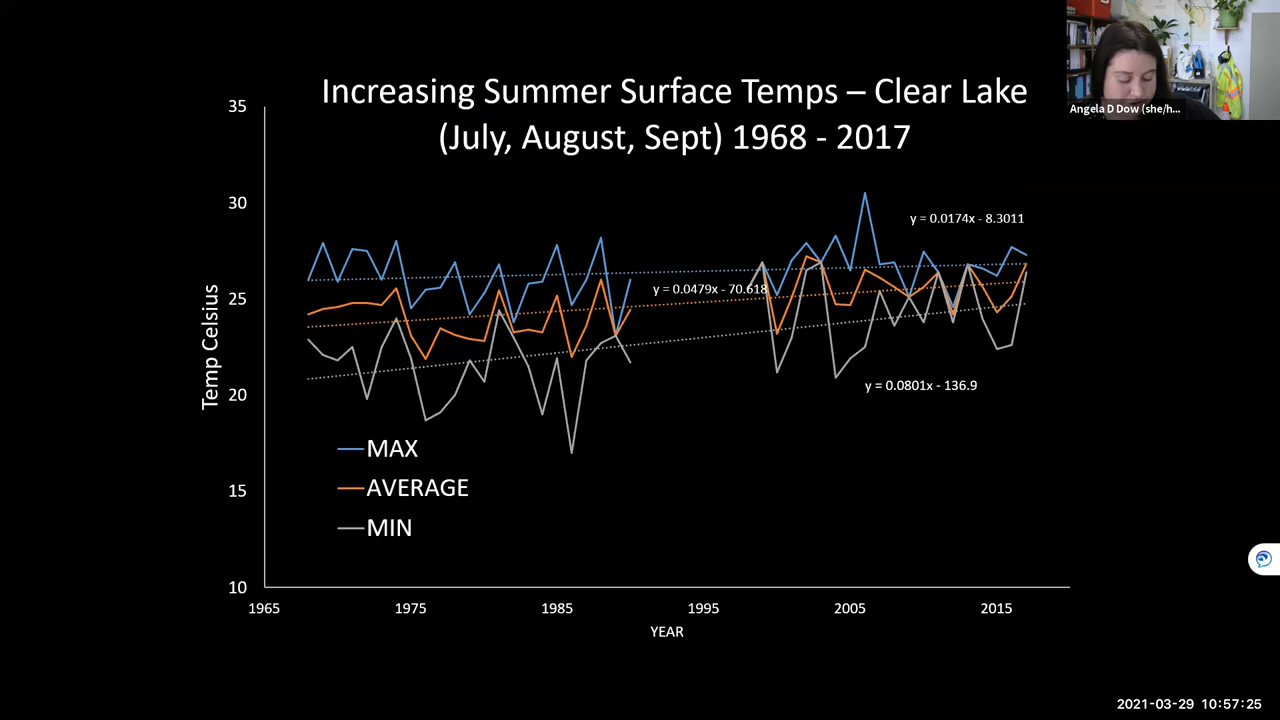 Increasing Summer Surface Temps – Clear Lake
(July, August, Sept) 1968 - 2017
Angela D Dow (she/h...
35
30
25
20
15
10
Temp Celsius
y = 0.0174x - 8.3011
y = 0.0479x - 70.618
y = 0.0801x - 136.9
MAX
AVERAGE
MIN
1965 1975 1985 1995 2005 2015
YEAR
2021-03-29 10:57:25